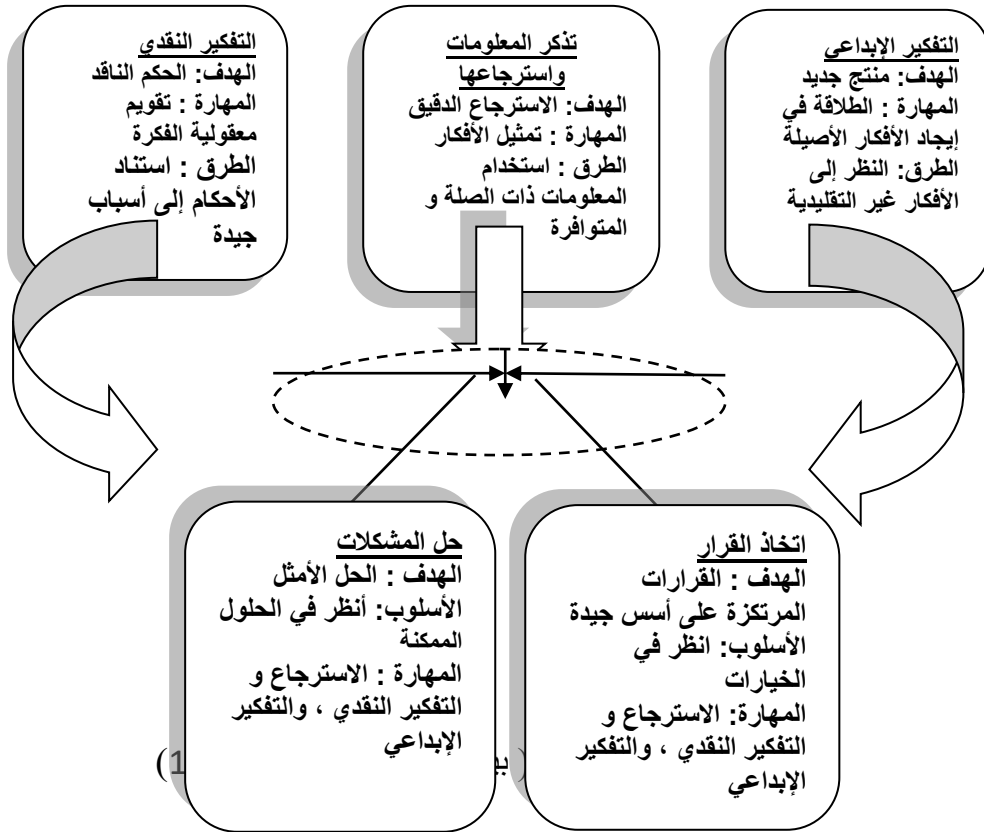 التفكير الإبداعي
الهدف: منتج جديد
المهارة : الطلاقة في
إيجاد الأفكار الأصيلة
الطرق: النظر إلى
الأفكار غير التقليدية
تذكر المعلومات
واسترجاعها
الهدف: الاسترجاع الدقيق
المهارة : تمثيل الأفكار
الطرق : استخدام
المعلومات ذات الصلة و
المتوافرة
التفكير النقدي
الهدف: الحكم الناقد
المهارة : تقويم
معقولية الفكرة
الطرق : استناد
الأحكام إلى أسباب
جيدة
اتخاذ القرار
الهدف : القرارات
المرتكزة على أسس جيدة
الأسلوب: انظر في
الخيارات
المهارة: الاسترجاع و
التفكير النقدي ، والتفكير
الإبداعي
حل المشكلات
الهدف : الحل الأمثل
الأسلوب: أنظر في الحلول
الممكنة
المهارة : الاسترجاع و
التفكير النقدي ، والتفكير
الإبداعي